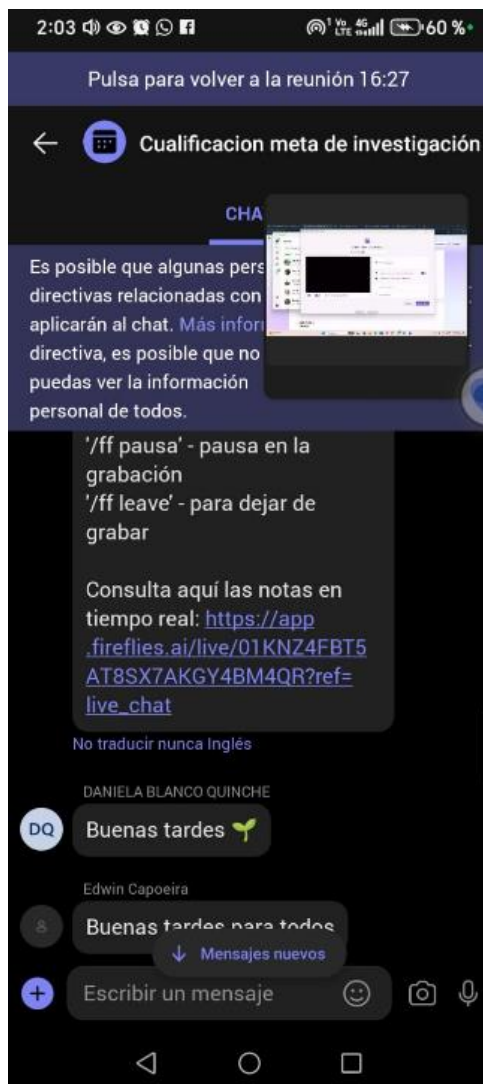 2:03
60 %
Pulsa para volver a la reunión 16:27
Cualificacion meta de investigación
CHA
Es posible que algunas pers
directivas relacionadas con
aplicarán al chat. Más infor
directiva, es posible que no
puedas ver la información
personal de todos.
'/ff pausa' - pausa en la
grabación
'/ff leave' - para dejar de
grabar
Consulta aquí las notas en
tiempo real: https://app
.fireflies.ai/live/01KNZ4FBT5
AT8SX7AKGY4BM4QR?ref=
live_chat
No traducir nunca Inglés
DANIELA BLANCO QUINCHE
DQ
Buenas tardes
Edwin Capoeira
Buenas tardes para todos
Mensajes nuevos
Escribir un mensaje